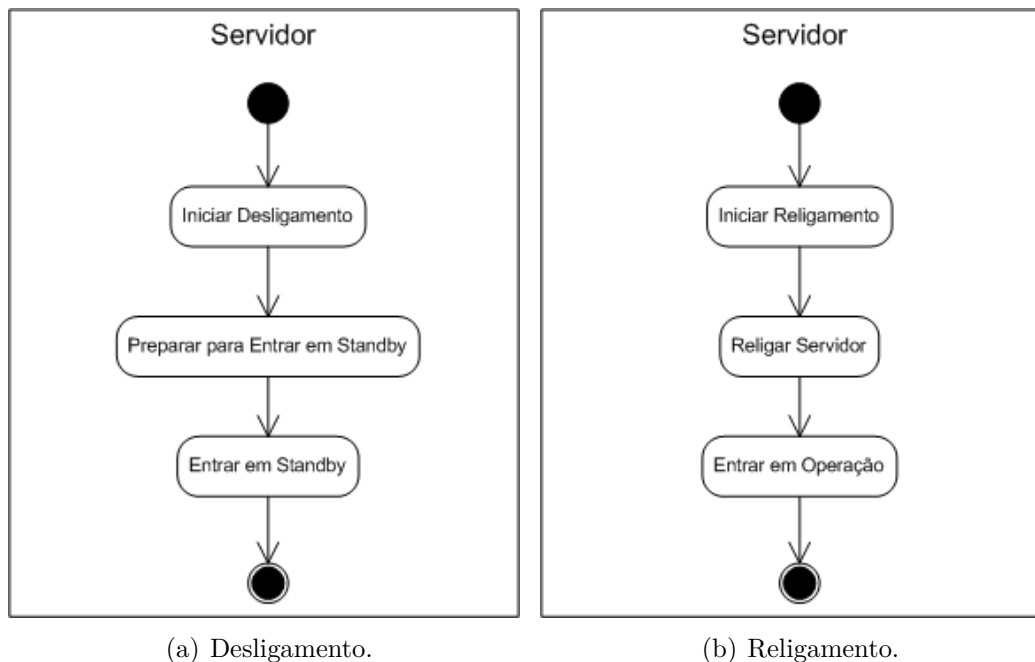 Servidor
Iniciar Desligamento
Preparar para Entrar em Standby
Entrar em Standby
(a) Desligamento.
Servidor
Iniciar Religamento
Religar Servidor
Entrar em Operação
(b) Religamento.